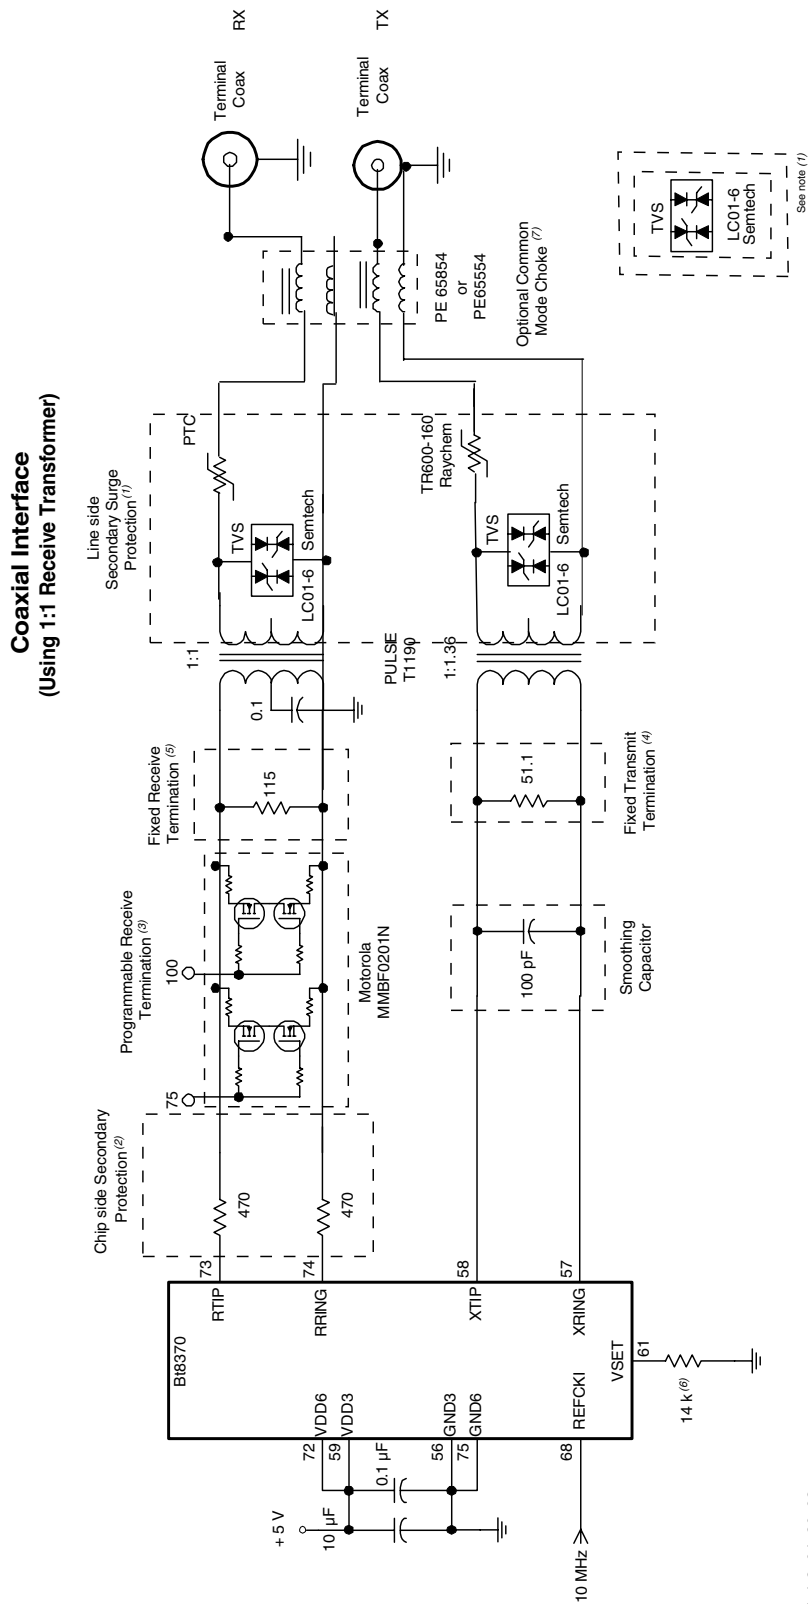 Coaxial Interface
(Using 1:1 Receive Transformer)
Chip side Secondary
Protection(2)
Programmable Receive
Termination (3)
Fixed Receive
Termination (5)
Line side
Secondary Surge
Protection(1)
RX
Terminal
Coax
TX
Terminal
Coax
Bt8370
RTIP
73
470
RRING
74
470
75
100
Motorola
MMBF0201N
115
0.1
1:1
PTC
TVS
LC01-6
Semtech
PULSE
T1190
1:1.36
TR600-160
Raychem
TVS
LC01-6
Semtech
PE 65854
or
PE65554
Optional Common
Mode Choke (7)
XTIP
58
XRING
57
100 pF
Smoothing
Capacitor
51.1
Fixed Transmit
Termination (4)
+ 5 V
10 µF
0.1 µF
72
VDD6
59
VDD3
56
GND3
75
GND6
68
REFCKI
10 MHz
VSET
61
14 k(6)
TVS
LC01-6
Semtech
See note (1)